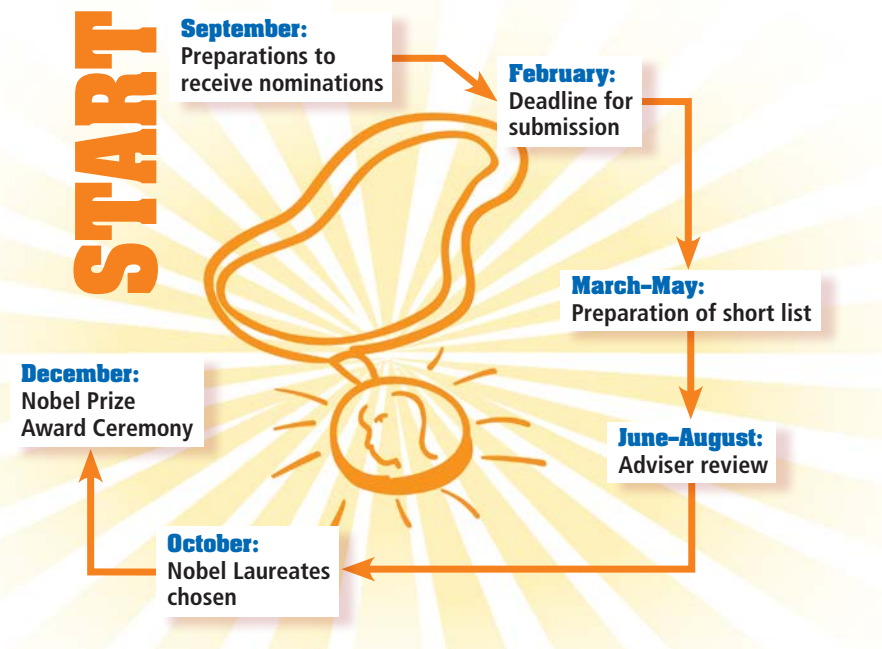 START
September:
Preparations to
receive nominations
February:
Deadline for
submission
March–May:
Preparation of short list
June–August:
Adviser review
October:
Nobel Laureates
chosen
December:
Nobel Prize
Award Ceremony